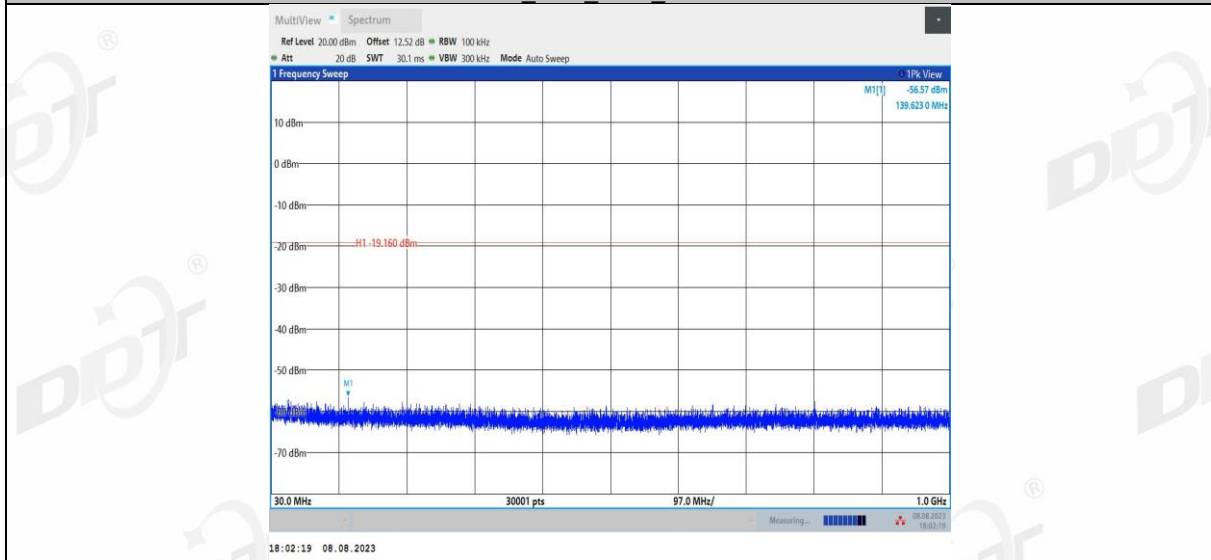 MultiView Spectrum
Ref Level 20.00 dBm Offset 12.52 dB RBW 100 kHz
Att 20 dB SWT 30.1 ms VBW 300 kHz Mode Auto Sweep
1 Frequency Sweep 1Pk View
M1[1] -56.57 dBm
139.623 0 MHz
10 dBm
0 dBm
-10 dBm
H1 -19.160 dBm
-20 dBm
-30 dBm
-40 dBm
-50 dBm
M1
-70 dBm
30.0 MHz 30001 pts 97.0 MHz/ 1.0 GHz
Measuring... 08.08.2023
18:02:19
18:02:19 08.08.2023
DDT ®